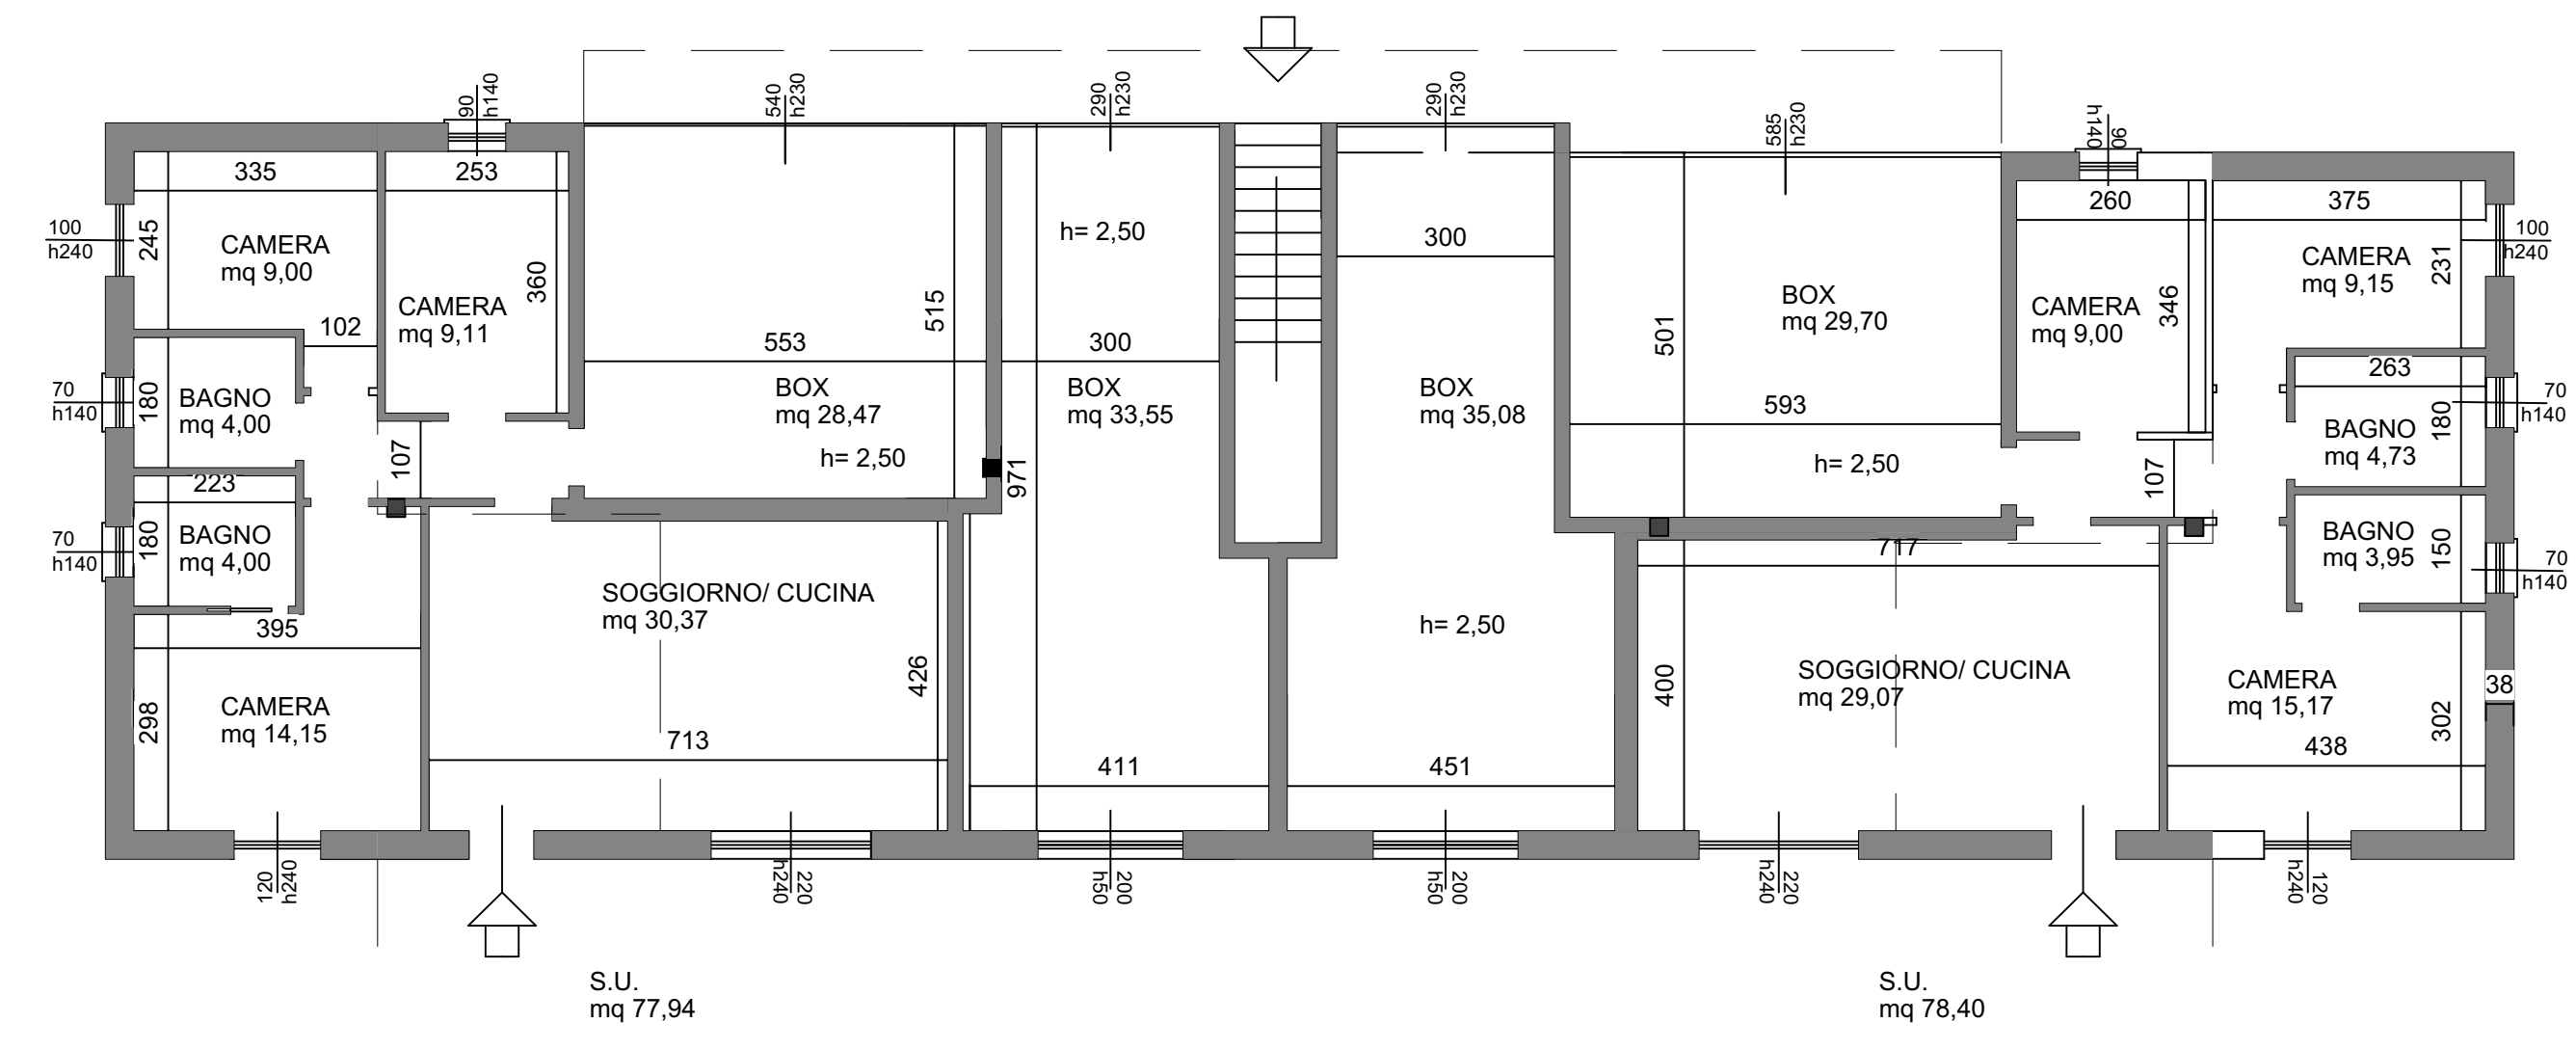 90
h140
540
h230
290
h230
290
h230
585
h230
90
h140
335
253
260
375
100
h240
245
CAMERA
mq 9,00
360
CAMERA
mq 9,11
515
h= 2,50
300
BOX
mq 29,70
501
346
CAMERA
mq 9,00
CAMERA
mq 9,15
231
100
h240
102
553
300
593
263
70
h140
180
BAGNO
mq 4,00
BOX
mq 28,47
BOX
mq 33,55
BOX
mq 35,08
BAGNO
mq 4,73
180
70
h140
107
h= 2,50
971
h= 2,50
107
223
70
h140
180
BAGNO
mq 4,00
717
BAGNO
mq 3,95
150
70
h140
SOGGIORNO/ CUCINA
mq 30,37
h= 2,50
395
426
400
SOGGIORNO/ CUCINA
mq 29,07
38
298
CAMERA
mq 14,15
CAMERA
mq 15,17
302
713
411
451
438
120
h240
220
h240
200
h50
200
h50
220
h240
120
h240
S.U.
mq 77,94
S.U.
mq 78,40